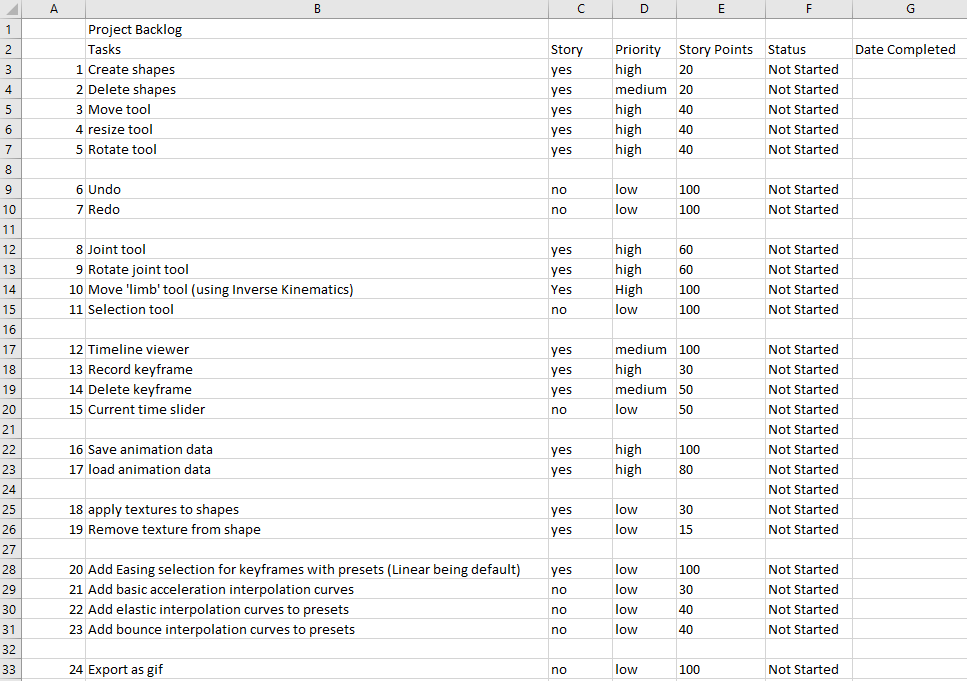 A B C D E F G
1 Project Backlog
2 Tasks Story Priority Story Points Status Date Completed
3 1 Create shapes yes high 20 Not Started
4 2 Delete shapes yes medium 20 Not Started
5 3 Move tool yes high 40 Not Started
6 4 resize tool yes high 40 Not Started
7 5 Rotate tool yes high 40 Not Started
8
9 6 Undo no low 100 Not Started
10 7 Redo no low 100 Not Started
11
12 8 Joint tool yes high 60 Not Started
13 9 Rotate joint tool yes high 60 Not Started
14 10 Move 'limb' tool (using Inverse Kinematics) Yes High 100 Not Started
15 11 Selection tool no low 100 Not Started
16
17 12 Timeline viewer yes medium 100 Not Started
18 13 Record keyframe yes high 30 Not Started
19 14 Delete keyframe yes medium 50 Not Started
20 15 Current time slider no low 50 Not Started
21 Not Started
22 16 Save animation data yes high 100 Not Started
23 17 load animation data yes high 80 Not Started
24 Not Started
25 18 apply textures to shapes yes low 30 Not Started
26 19 Remove texture from shape yes low 15 Not Started
27
28 20 Add Easing selection for keyframes with presets (Linear being default) yes low 100 Not Started
29 21 Add basic acceleration interpolation curves no low 30 Not Started
30 22 Add elastic interpolation curves to presets no low 40 Not Started
31 23 Add bounce interpolation curves to presets no low 40 Not Started
32
33 24 Export as gif no low 100 Not Started